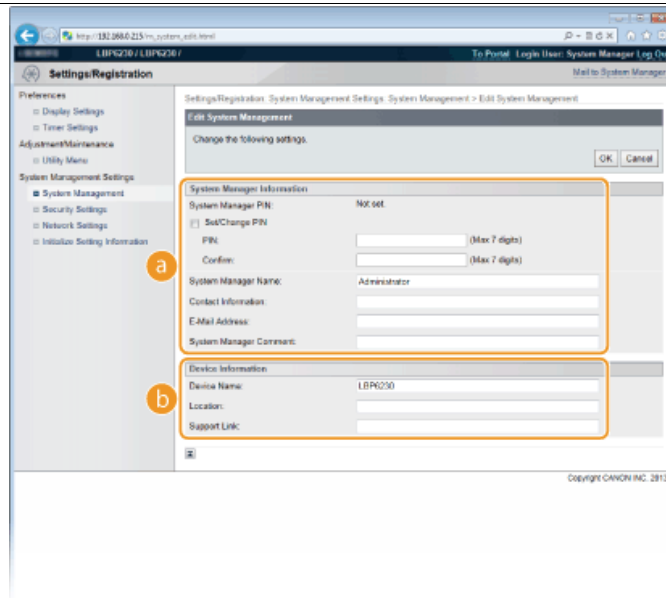 http://192.168.0.215/m_system_edit.html
LBP6230 / LBP6230 /
To Portal Login User: System Manager Log Ou
Settings/Registration
Mail to System Manager
Preferences
Display Settings
Timer Settings
Adjustment/Maintenance
Utility Menu
System Management Settings
System Management
Security Settings
Network Settings
Initialize Setting Information
Settings/Registration: System Management Settings: System Management > Edit System Management
Edit System Management
Change the following settings.
OK Cancel
a
System Manager Information
System Manager PIN: Not set.
Set/Change PIN
PIN: (Max 7 digits)
Confirm: (Max 7 digits)
System Manager Name: Administrator
Contact Information:
E-Mail Address:
System Manager Comment:
b
Device Information
Device Name: LBP6230
Location:
Support Link:
Copyright CANON INC. 2013